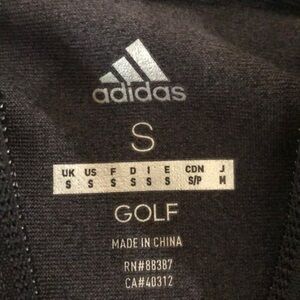 adidas
S
UK US F D I E CDN J
S S S S S S S/P M
GOLF
MADE IN CHINA
RN#88387
CA#40312